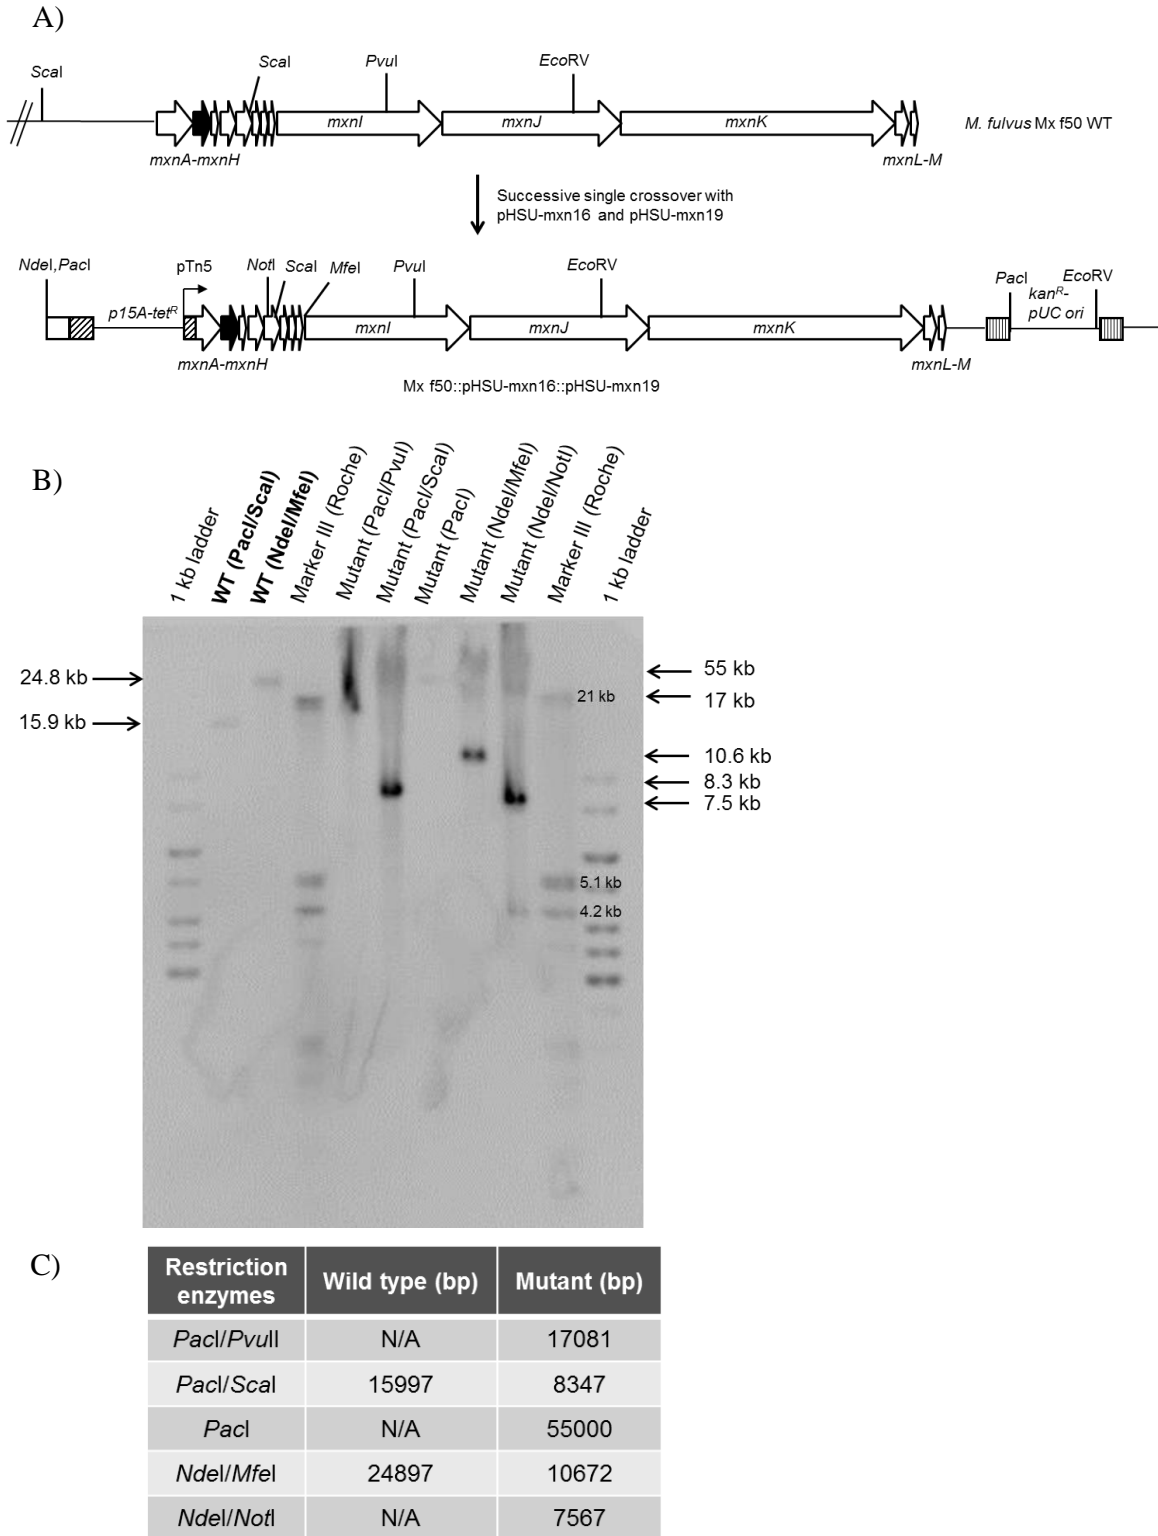 A)
ScaI
ScaI
PvuI
EcoRV
mxnI
mxnJ
mxnK
M. fulvus Mx f50 WT
mxnA-mxnH
mxnL-M
Successive single crossover with
pHSU-mxn16 and pHSU-mxn19
NdeI,PacI
pTn5
NotI
ScaI
MfeI
PvuI
EcoRV
PacI
EcoRV
p15A-tetR
kanR-
pUC ori
mxnI
mxnJ
mxnK
mxnA-mxnH
mxnL-M
Mx f50::pHSU-mxn16::pHSU-mxn19
B)
1 kb ladder
WT (PacI/ScaI)
WT (NdeI/MfeI)
Marker III (Roche)
Mutant (PacI/PvuI)
Mutant (PacI/ScaI)
Mutant (PacI)
Mutant (NdeI/MfeI)
Mutant (NdeI/NotI)
Marker III (Roche)
1 kb ladder
24.8 kb
15.9 kb
21 kb
5.1 kb
4.2 kb
55 kb
17 kb
10.6 kb
8.3 kb
7.5 kb
C)
Restriction enzymes Wild type (bp) Mutant (bp)
PacI/PvuII N/A 17081
PacI/ScaI 15997 8347
PacI N/A 55000
NdeI/MfeI 24897 10672
NdeI/NotI N/A 7567